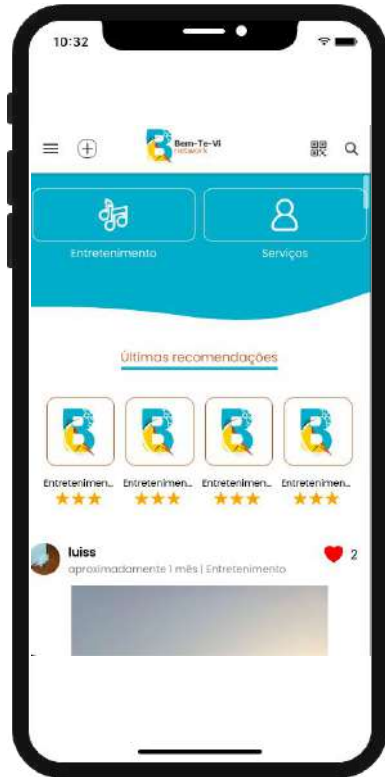 10:32
Bem-Te-Vi
network
Entretenimento
Serviços
Últimas recomendações
Entretenimen...
Entretenimen...
Entretenimen...
Entretenimen...
luiss
2
aproximadamente 1 mês | Entretenimento